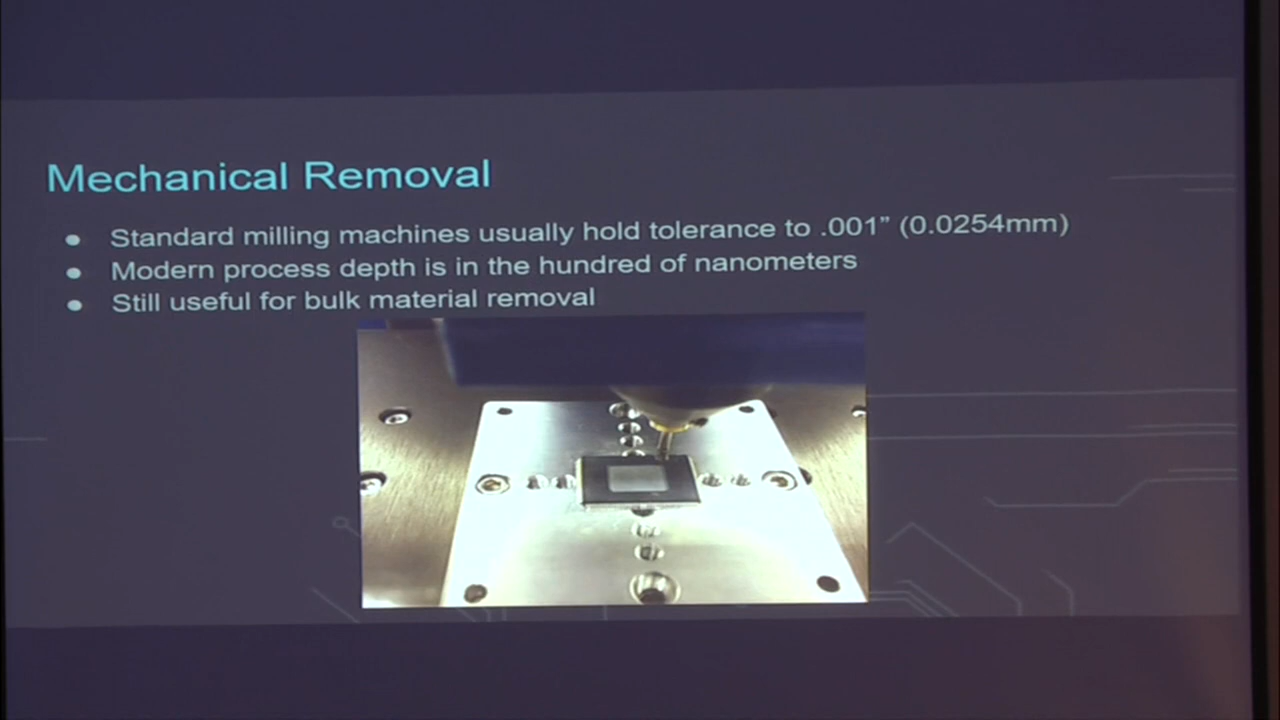 Mechanical Removal
● Standard milling machines usually hold tolerance to .001” (0.0254mm)
● Modern process depth is in the hundred of nanometers
● Still useful for bulk material removal